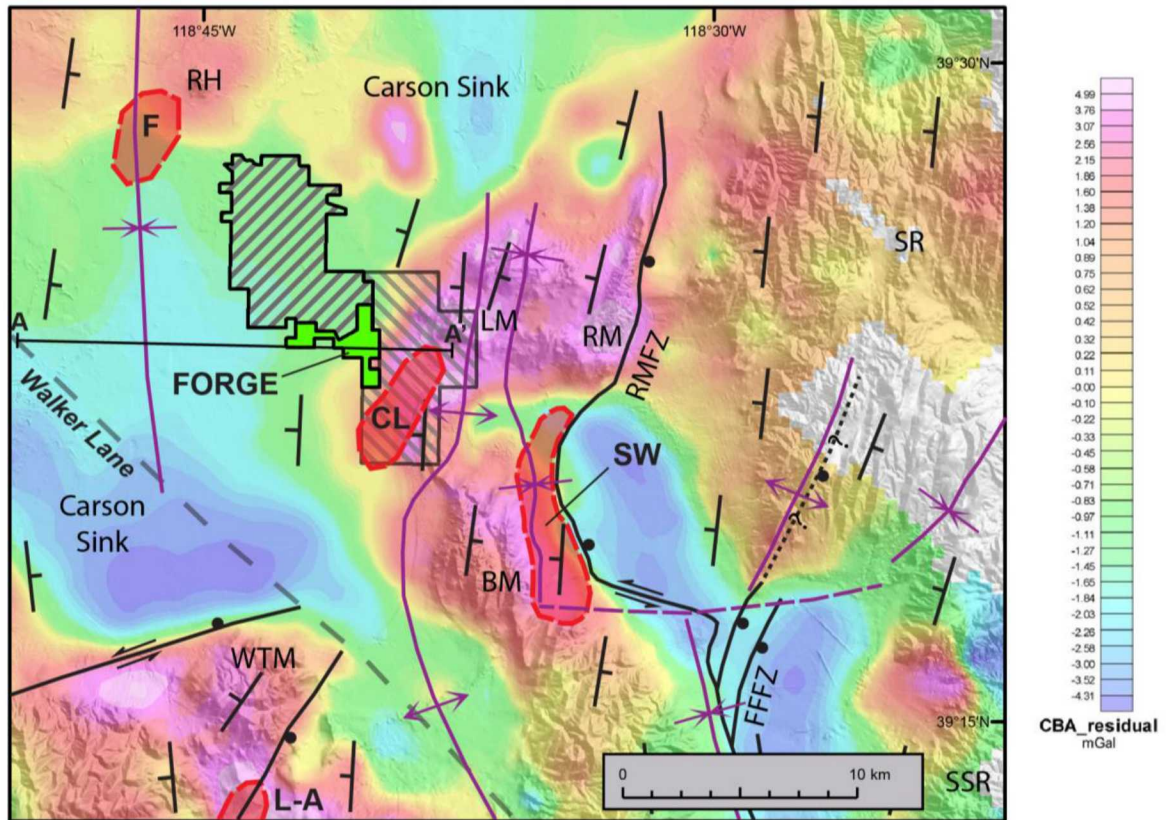 118°45'W
118°30'W
39°30'N
RH
Carson Sink
F
SR
A
A'
LM
RM
RMFZ
FORGE
CL
Walker Lane
SW
?
?
Carson
Sink
BM
WTM
FFFZ
39°15'N
L-A
0
10 km
SSR
4.99
3.76
3.07
2.56
2.15
1.86
1.60
1.38
1.20
1.04
0.89
0.75
0.62
0.52
0.42
0.32
0.22
0.11
-0.00
-0.11
-0.22
-0.33
-0.45
-0.58
-0.71
-0.83
-0.97
-1.11
-1.27
-1.45
-1.64
-1.84
-2.03
-2.26
-2.58
-3.00
-3.52
-4.31
CBA_residual
mGal